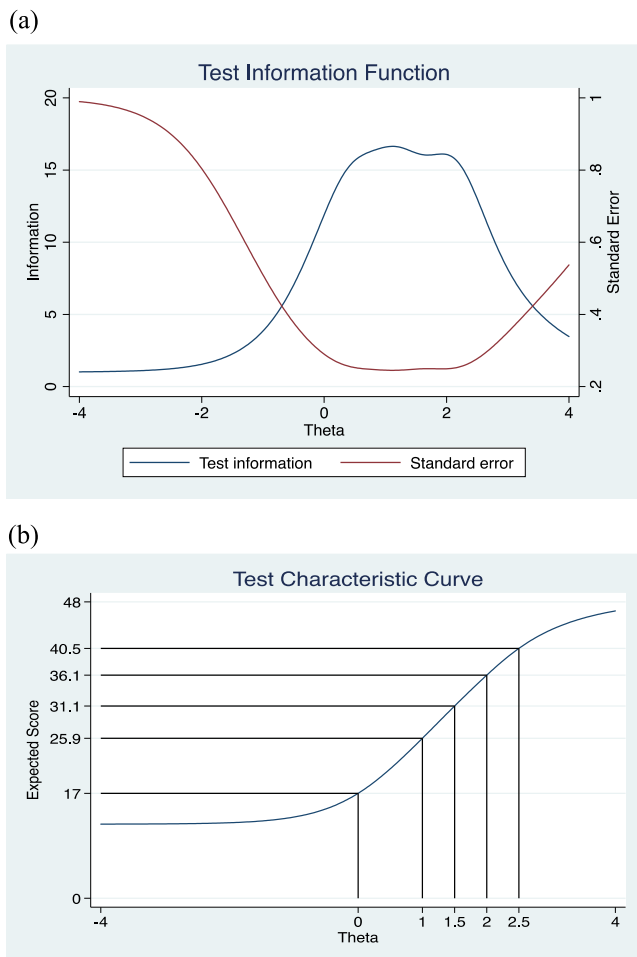 (a)
Test Information Function
20
15
10
5
0
Information
1
.8
.6
.4
.2
Standard Error
-4
-2
0
2
4
Theta
Test information
Standard error
(b)
Test Characteristic Curve
48
40.5
36.1
31.1
25.9
17
0
Expected Score
-4
0
1
1.5
2
2.5
4
Theta